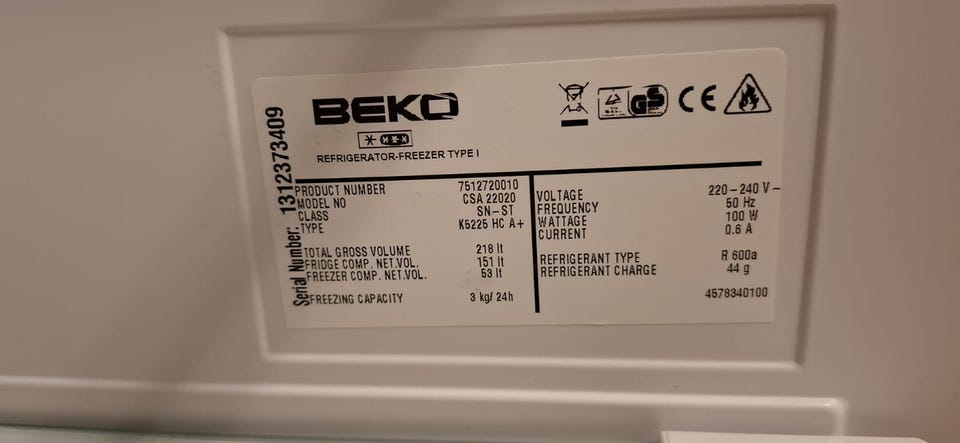 BEKO
REFRIGERATOR-FREEZER TYPE I
Serial Number: 1312373409
PRODUCT NUMBER 7512720010
MODEL NO CSA 22020
CLASS SN-ST
TYPE K5225 HC A+
TOTAL GROSS VOLUME 218 lt
FRIDGE COMP. NET.VOL. 151 lt
FREEZER COMP. NET.VOL. 53 lt
FREEZING CAPACITY 3 kg/ 24h
VOLTAGE 220-240 V~
FREQUENCY 50 Hz
WATTAGE 100 W
CURRENT 0.6 A
REFRIGERANT TYPE R 600a
REFRIGERANT CHARGE 44 g
4578340100
GS
CE